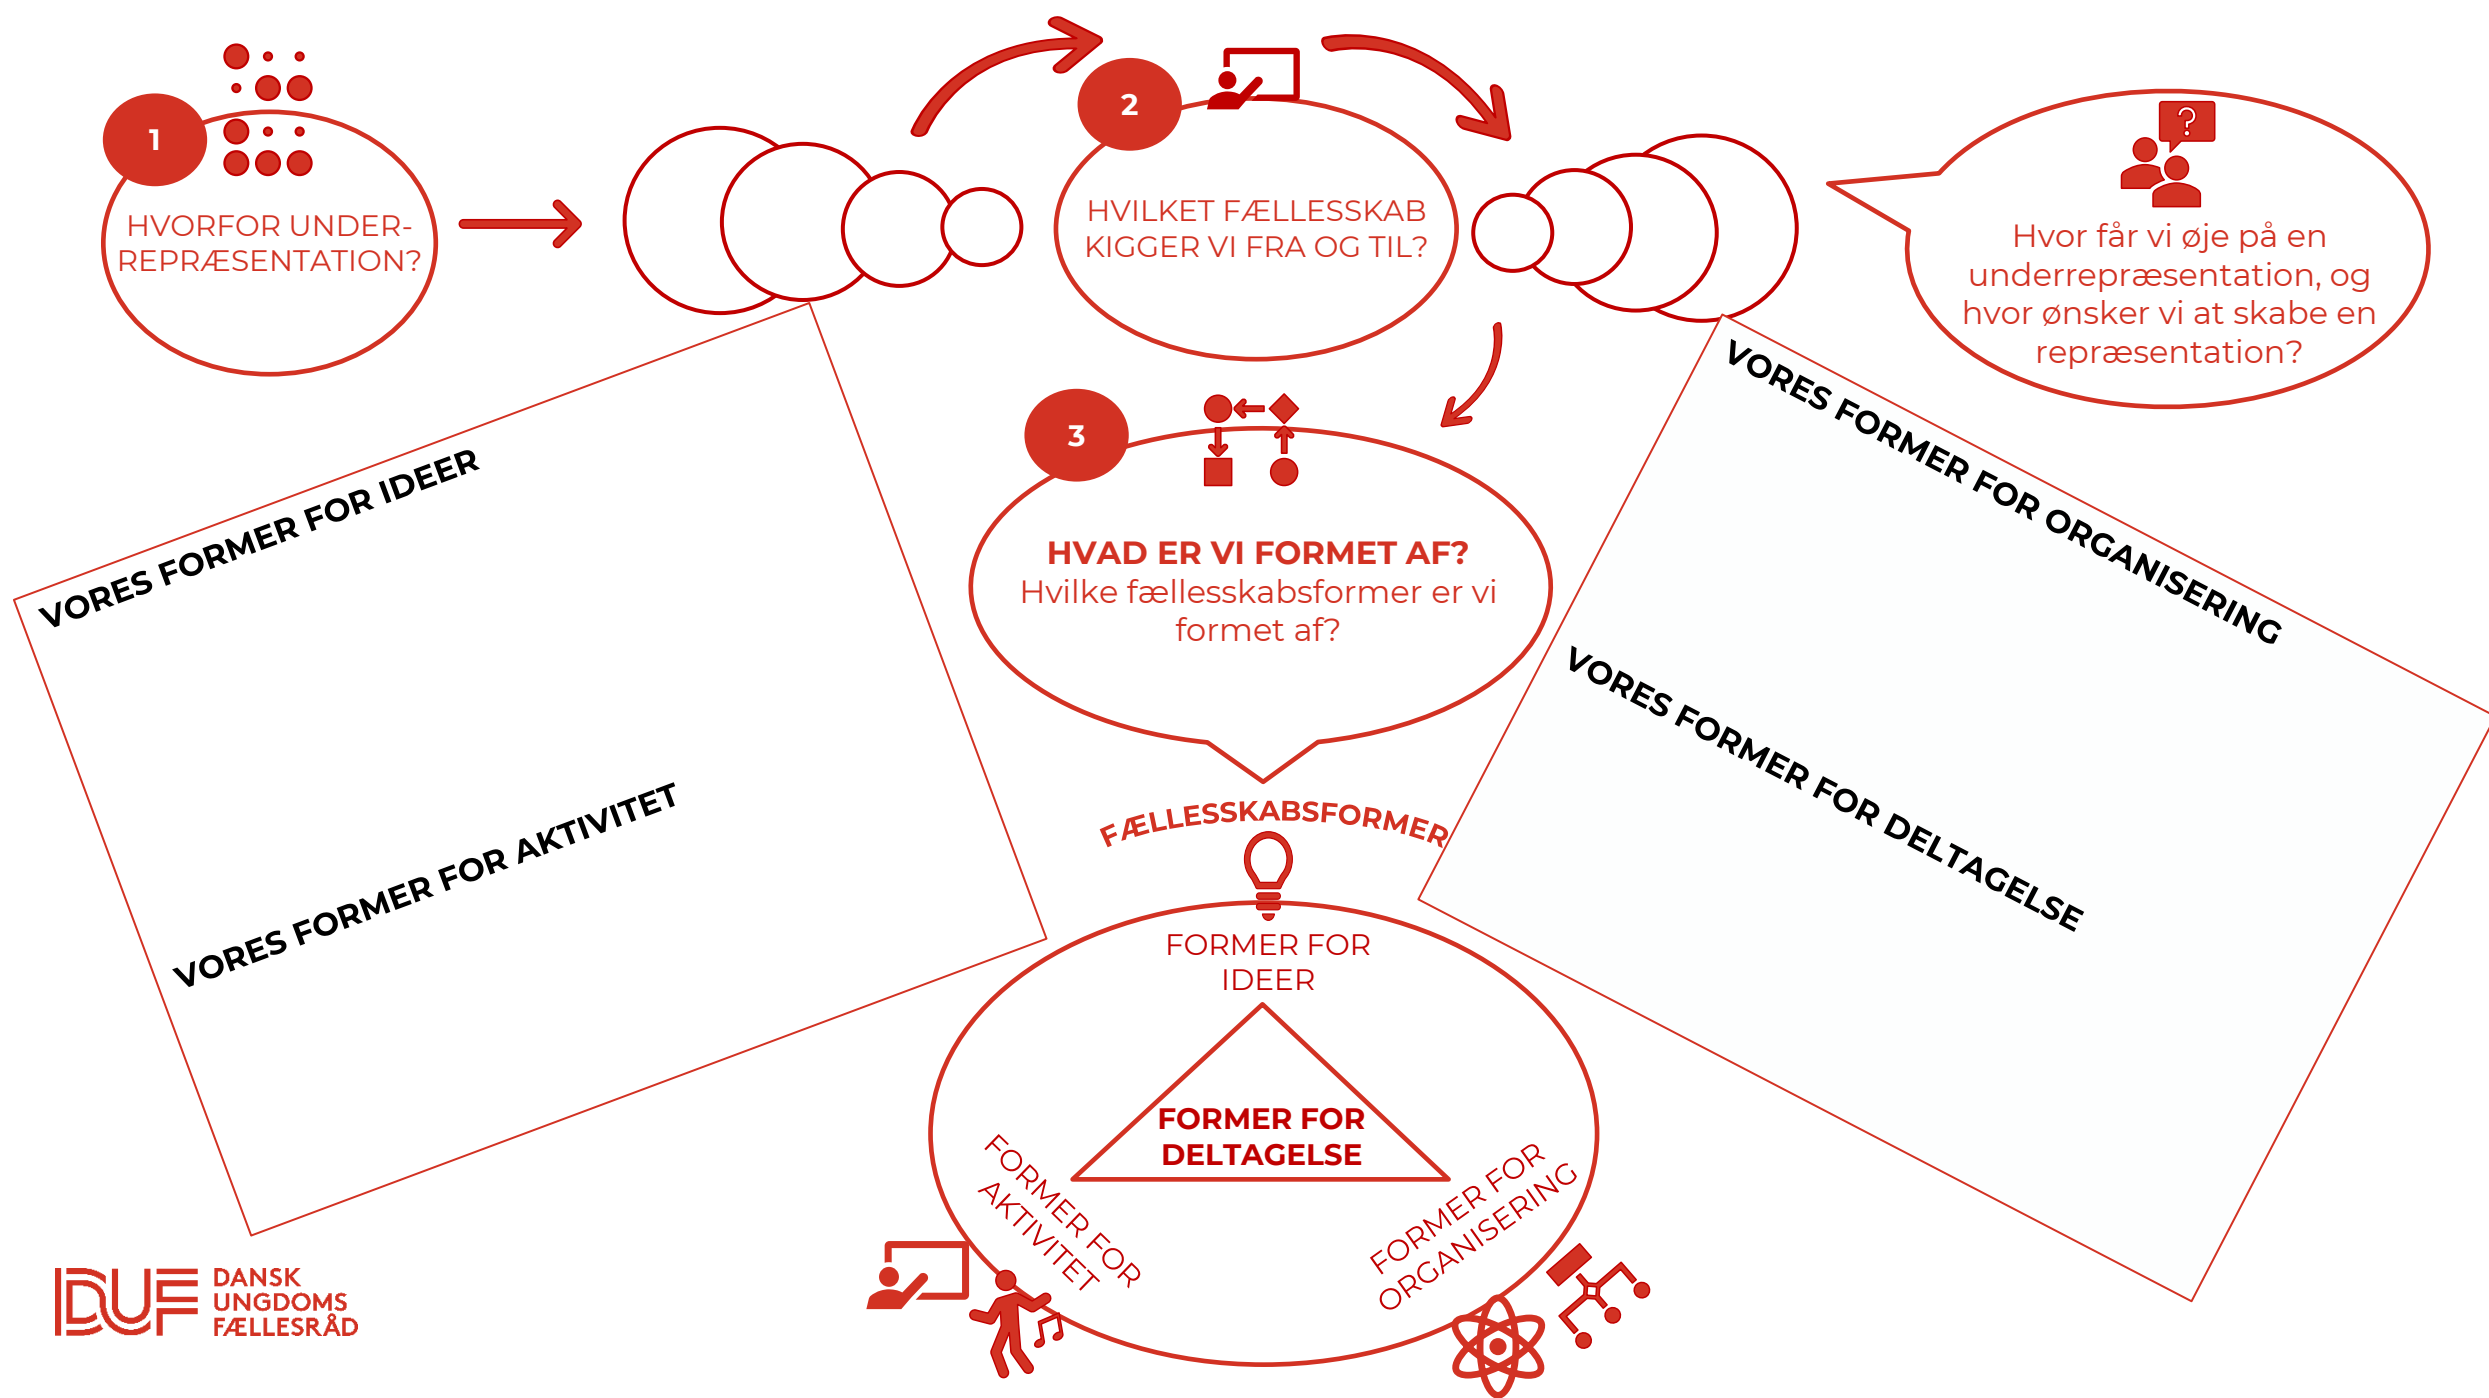 1
HVORFOR UNDER-
REPRÆSENTATION?
2
HVILKET FÆLLESSKAB
KIGGER VI FRA OG TIL?
?
Hvor får vi øje på en
underrepræsentation, og
hvor ønsker vi at skabe en
repræsentation?
3
HVAD ER VI FORMET AF?
Hvilke fællesskabsformer er vi
formet af?
VORES FORMER FOR IDEER
VORES FORMER FOR AKTIVITET
VORES FORMER FOR ORGANISERING
VORES FORMER FOR DELTAGELSE
FÆLLESSKABSFORMER
FORMER FOR
IDEER
FORMER FOR
DELTAGELSE
FORMER FOR
AKTIVITET
FORMER FOR
ORGANISERING
DUF
DANSK
UNGDOMS
FÆLLESRÅD